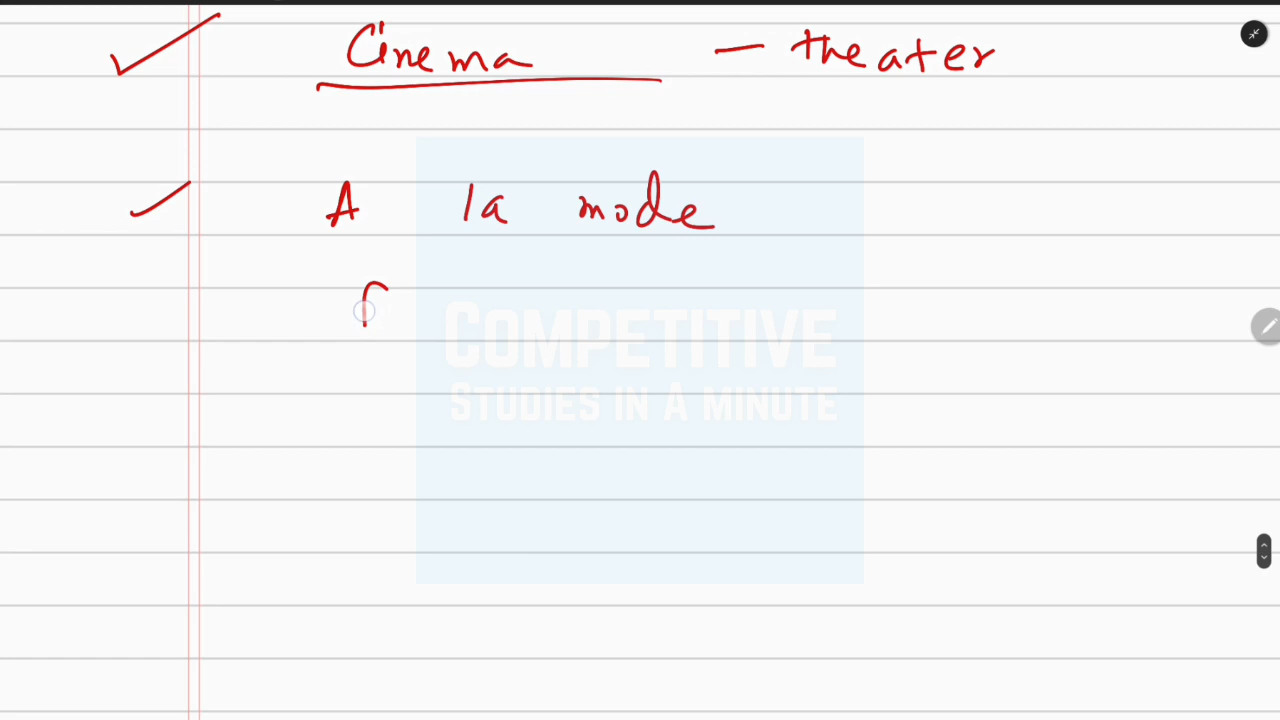 Cinema — theater
A la mode
COMPETITIVE
STUDIES IN A MINUTE